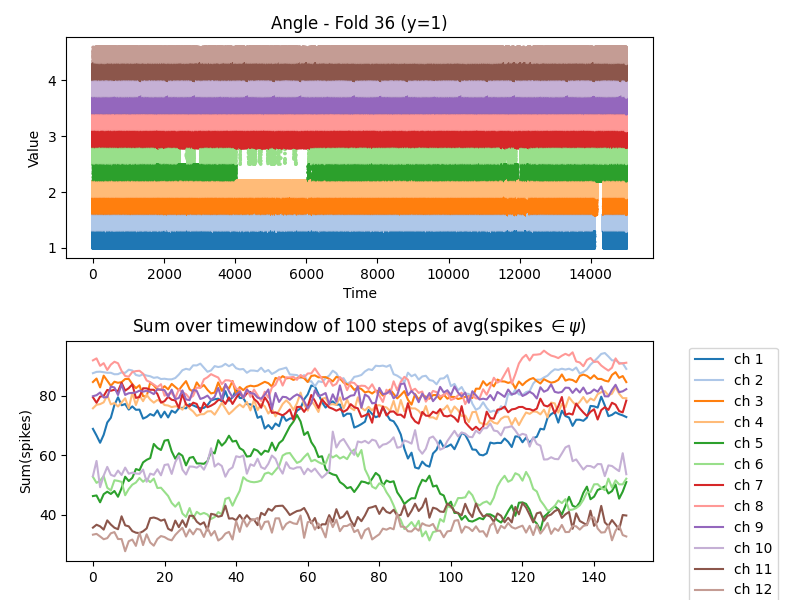 Angle - Fold 36 (y=1)
4
3
2
1
Value
0 2000 4000 6000 8000 10000 12000 14000
Time
Sum over timewindow of 100 steps of avg(spikes ∈ ψ)
80
60
40
Sum(spikes)
0 20 40 60 80 100 120 140
ch 1
ch 2
ch 3
ch 4
ch 5
ch 6
ch 7
ch 8
ch 9
ch 10
ch 11
ch 12